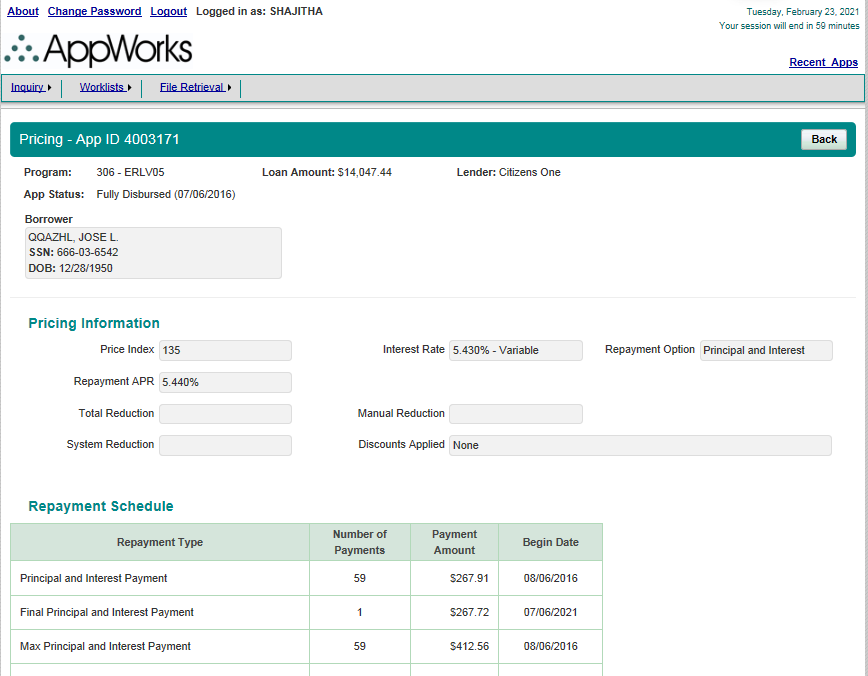 About Change Password Logout Logged in as: SHAJITHA
Tuesday, February 23, 2021
Your session will end in 59 minutes
AppWorks
Recent Apps
Inquiry Worklists File Retrieval
Pricing - App ID 4003171 Back
Program: 306 - ERLV05 Loan Amount: $14,047.44 Lender: Citizens One
App Status: Fully Disbursed (07/06/2016)
Borrower
QQAZHL, JOSE L.
SSN: 666-03-6542
DOB: 12/28/1950
Pricing Information
Price Index 135 Interest Rate 5.430% - Variable Repayment Option Principal and Interest
Repayment APR 5.440%
Total Reduction Manual Reduction
System Reduction Discounts Applied None
Repayment Schedule
Repayment Type Number of Payments Payment Amount Begin Date
Principal and Interest Payment 59 $267.91 08/06/2016
Final Principal and Interest Payment 1 $267.72 07/06/2021
Max Principal and Interest Payment 59 $412.56 08/06/2016